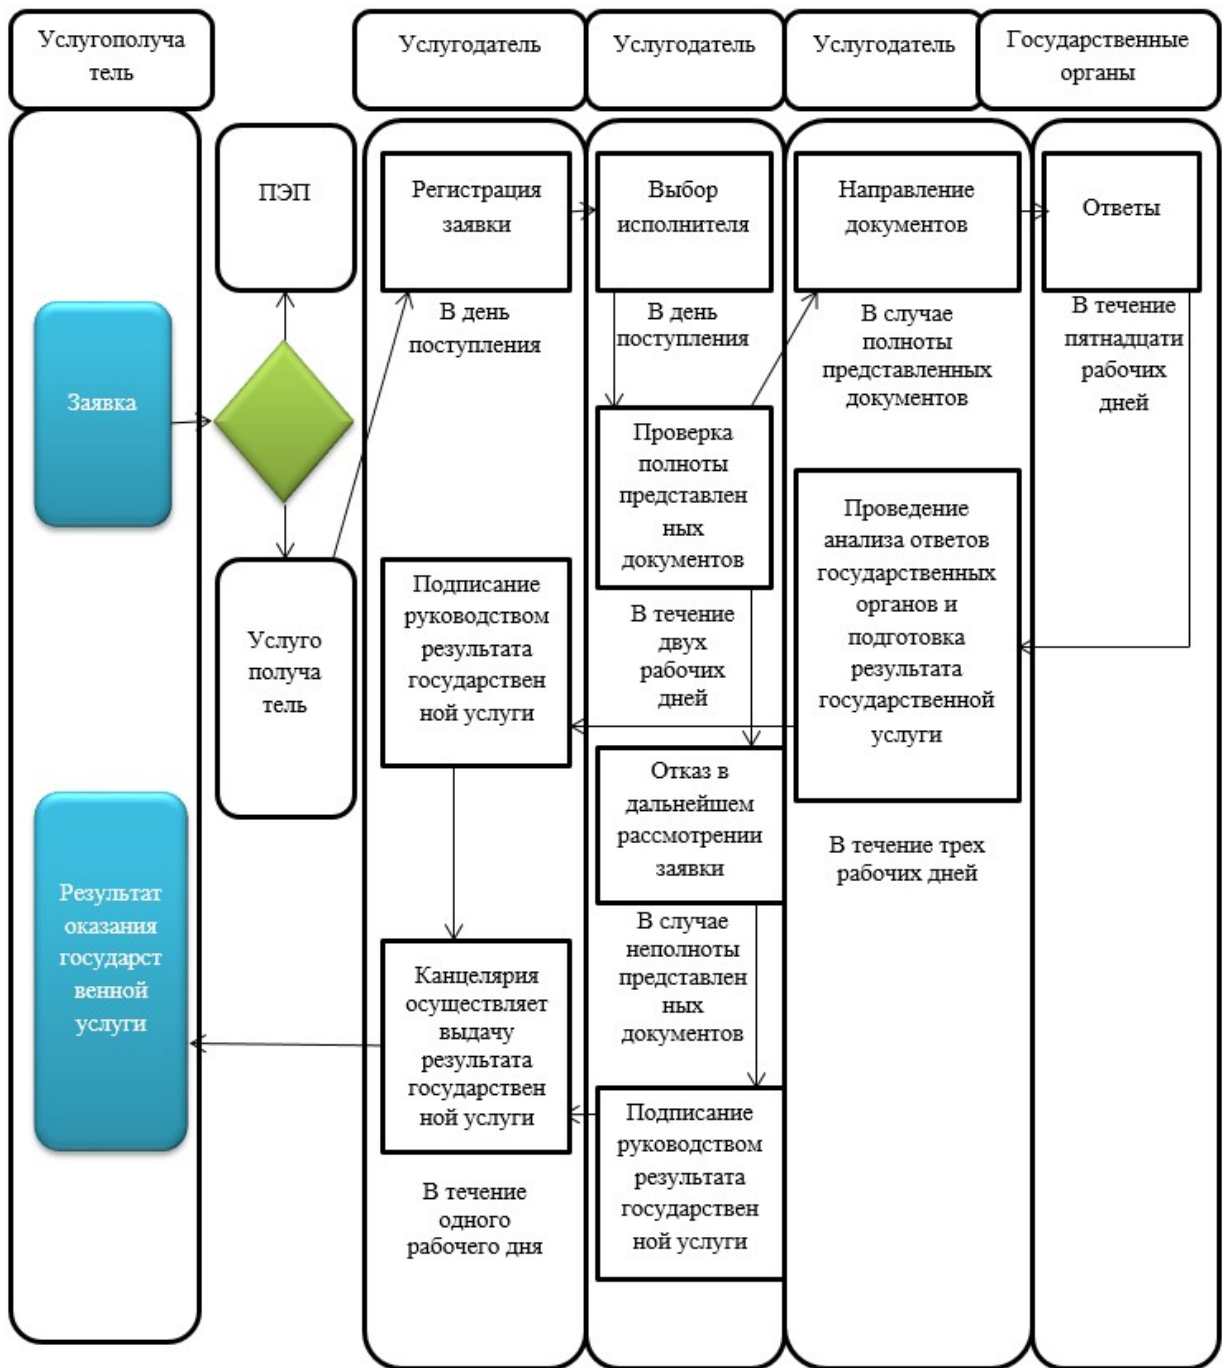 Услугополуча
тель
Услугодатель
Услугодатель
Услугодатель
Государственные
органы
Заявка
Результат
оказания
государст
венной
услуги
ПЭП
Услуго
получа
тель
Регистрация
заявки
В день
поступления
Подписание
руководством
результата
государствен
ной услуги
Канцелярия
осуществляет
выдачу
результата
государствен
ной услуги
В течение
одного
рабочего дня
Выбор
исполнителя
В день
поступления
Проверка
полноты
представлен
ных
документов
В течение
двух
рабочих
дней
Отказ в
дальнейшем
рассмотрении
заявки
В случае
неполноты
представлен
ных
документов
Подписание
руководством
результата
государствен
ной услуги
Направление
документов
В случае
полноты
представленных
документов
Проведение
анализа ответов
государственных
органов и
подготовка
результата
государственной
услуги
В течение трех
рабочих дней
Ответы
В течение
пятнадцати
рабочих
дней